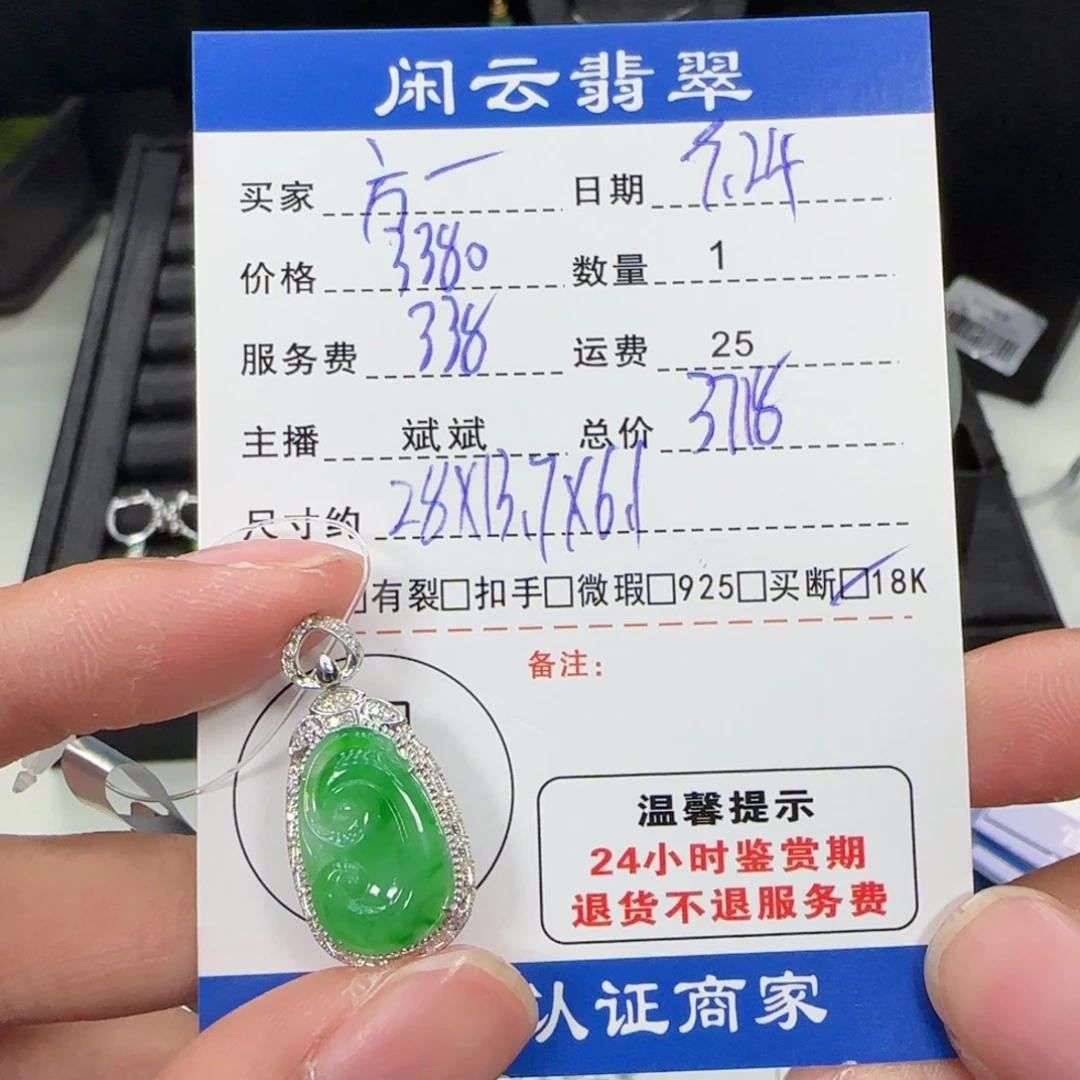 闲云翡翠
买家 方一 日期 7.24
价格 3380 数量 1
服务费 338 运费 25
主播 斌斌 总价 3718
尺寸约 28X13.7X6.1
有裂□扣手□微瑕□925□买断☑18K
备注:
温馨提示
24小时鉴赏期
退货不退服务费
认证商家